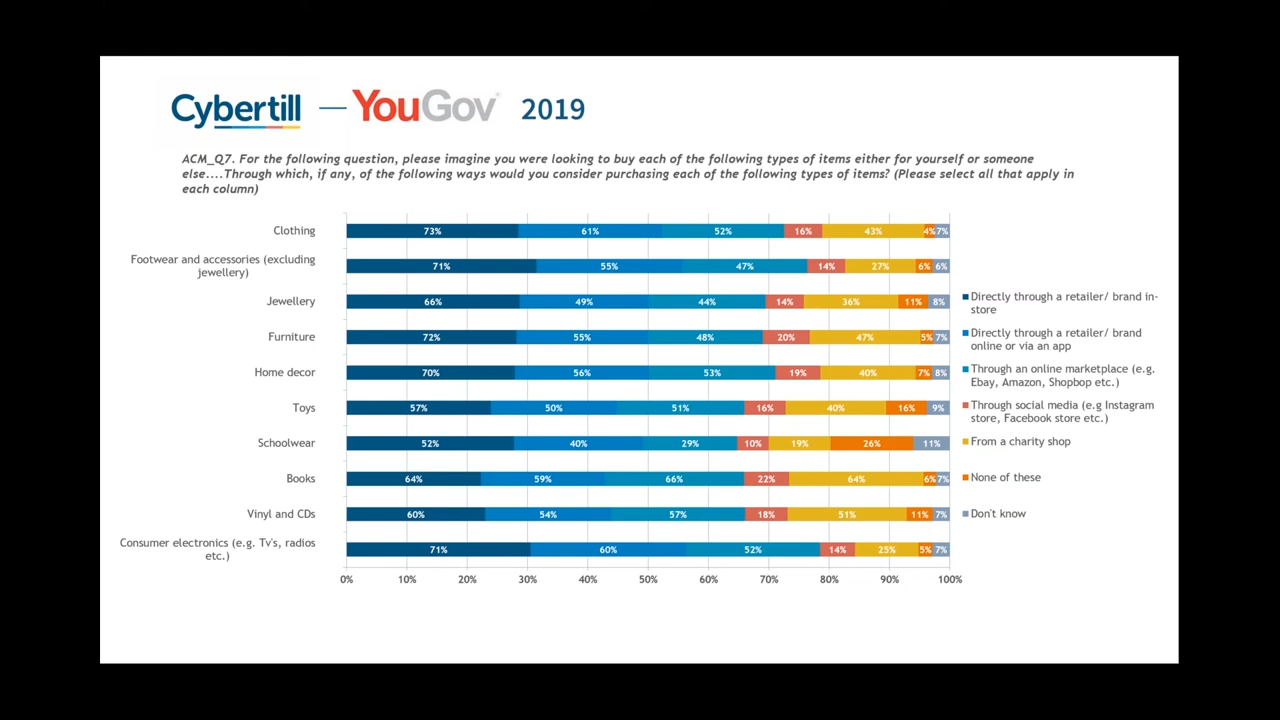 Cybertill — YouGov® 2019
ACM_Q7. For the following question, please imagine you were looking to buy each of the following types of items either for yourself or someone
else....Through which, if any, of the following ways would you consider purchasing each of the following types of items? (Please select all that apply in
each column)
Clothing
73% 61% 52% 16% 43% 4% 7%
Footwear and accessories (excluding
jewellery)
71% 55% 47% 14% 27% 6% 6%
Jewellery
66% 49% 44% 14% 36% 11% 8%
Furniture
72% 55% 48% 20% 47% 5% 7%
Home decor
70% 56% 53% 19% 40% 7% 8%
Toys
57% 50% 51% 16% 40% 16% 9%
Schoolwear
52% 40% 29% 10% 19% 26% 11%
Books
64% 59% 66% 22% 64% 6% 7%
Vinyl and CDs
60% 54% 57% 18% 51% 11% 7%
Consumer electronics (e.g. Tv's, radios
etc.)
71% 60% 52% 14% 25% 5% 7%
0% 10% 20% 30% 40% 50% 60% 70% 80% 90% 100%
Directly through a retailer/ brand in-
store
Directly through a retailer/ brand
online or via an app
Through an online marketplace (e.g.
Ebay, Amazon, Shopbop etc.)
Through social media (e.g Instagram
store, Facebook store etc.)
From a charity shop
None of these
Don't know